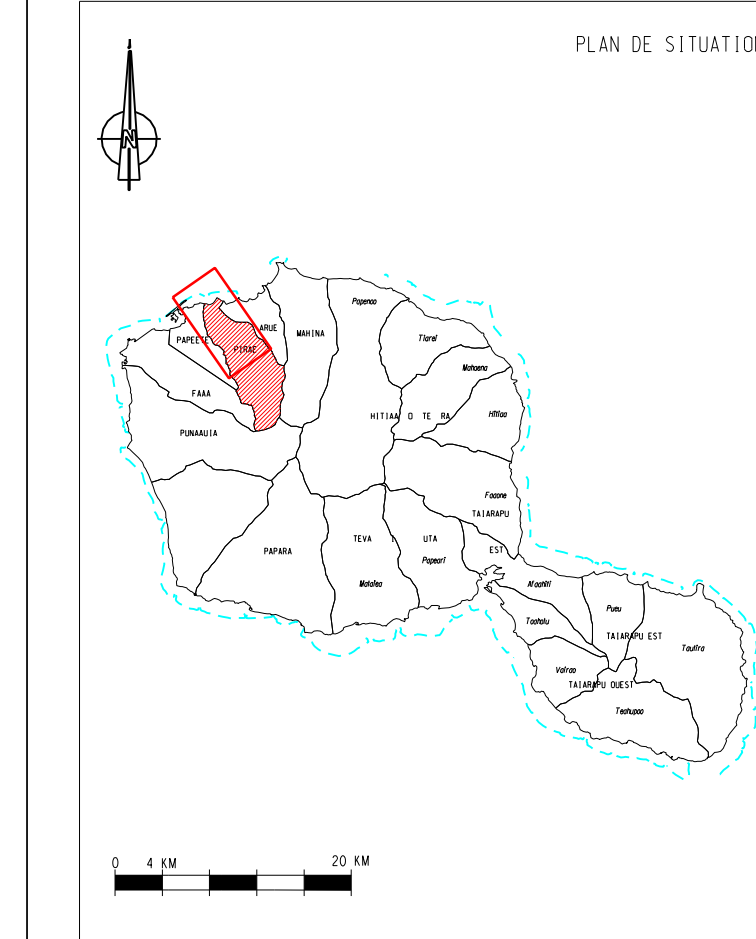 PLAN DE SITUATION
N
Papenoo
ARUE
MAHINA
Tiarei
PAPEETE
PIRAE
Mahaena
FAAA
HITIAA O TE RA
Hitiaa
PUNAAUIA
Faaone
TAIARAPU
TEVA
UTA
EST
PAPARA
Papeari
Mataiea
Afaahiti
Pueu
Toahotu
TAIARAPU EST
Tautira
Vairao
TAIARAPU OUEST
Teahupoo
0 4 KM 20 KM